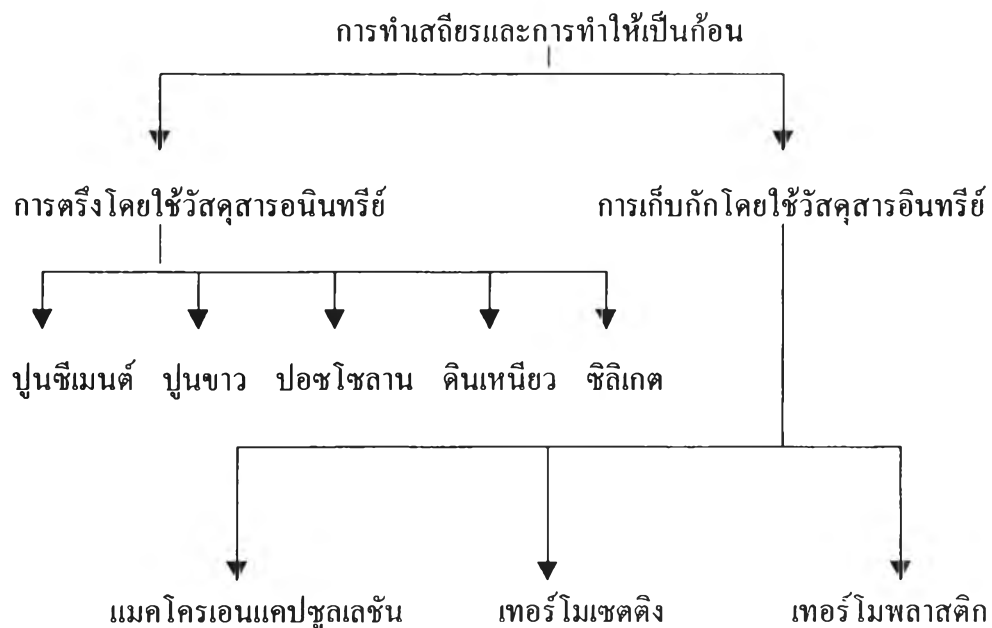 การทำเสถียรและการทำให้เป็นก้อน
การตรึงโดยใช้วัสดุสารอนินทรีย์ การเก็บกักโดยใช้วัสดุสารอินทรีย์
ปูนซีเมนต์ ปูนขาว ปอซโซลาน ดินเหนียว ซิลิเกต
แมคโครเอนแคปซูลเลชัน เทอร์โมเซตติง เทอร์โมพลาสติก